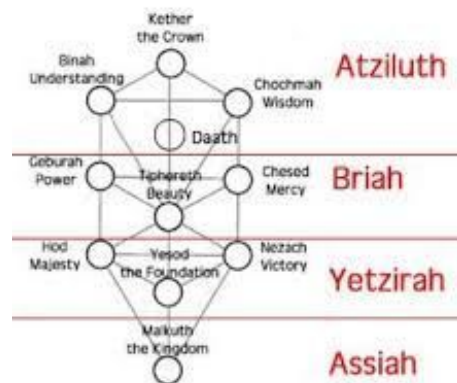 Kether
the Crown
Binah
Understanding
Atziluth
Chochmah
Wisdom
Daath
Geburah
Power
Tiphereth
Beauty
Chesed
Mercy
Briah
Hod
Majesty
Yesod
the Foundation
Nezach
Victory
Yetzirah
Malkuth
the Kingdom
Assiah